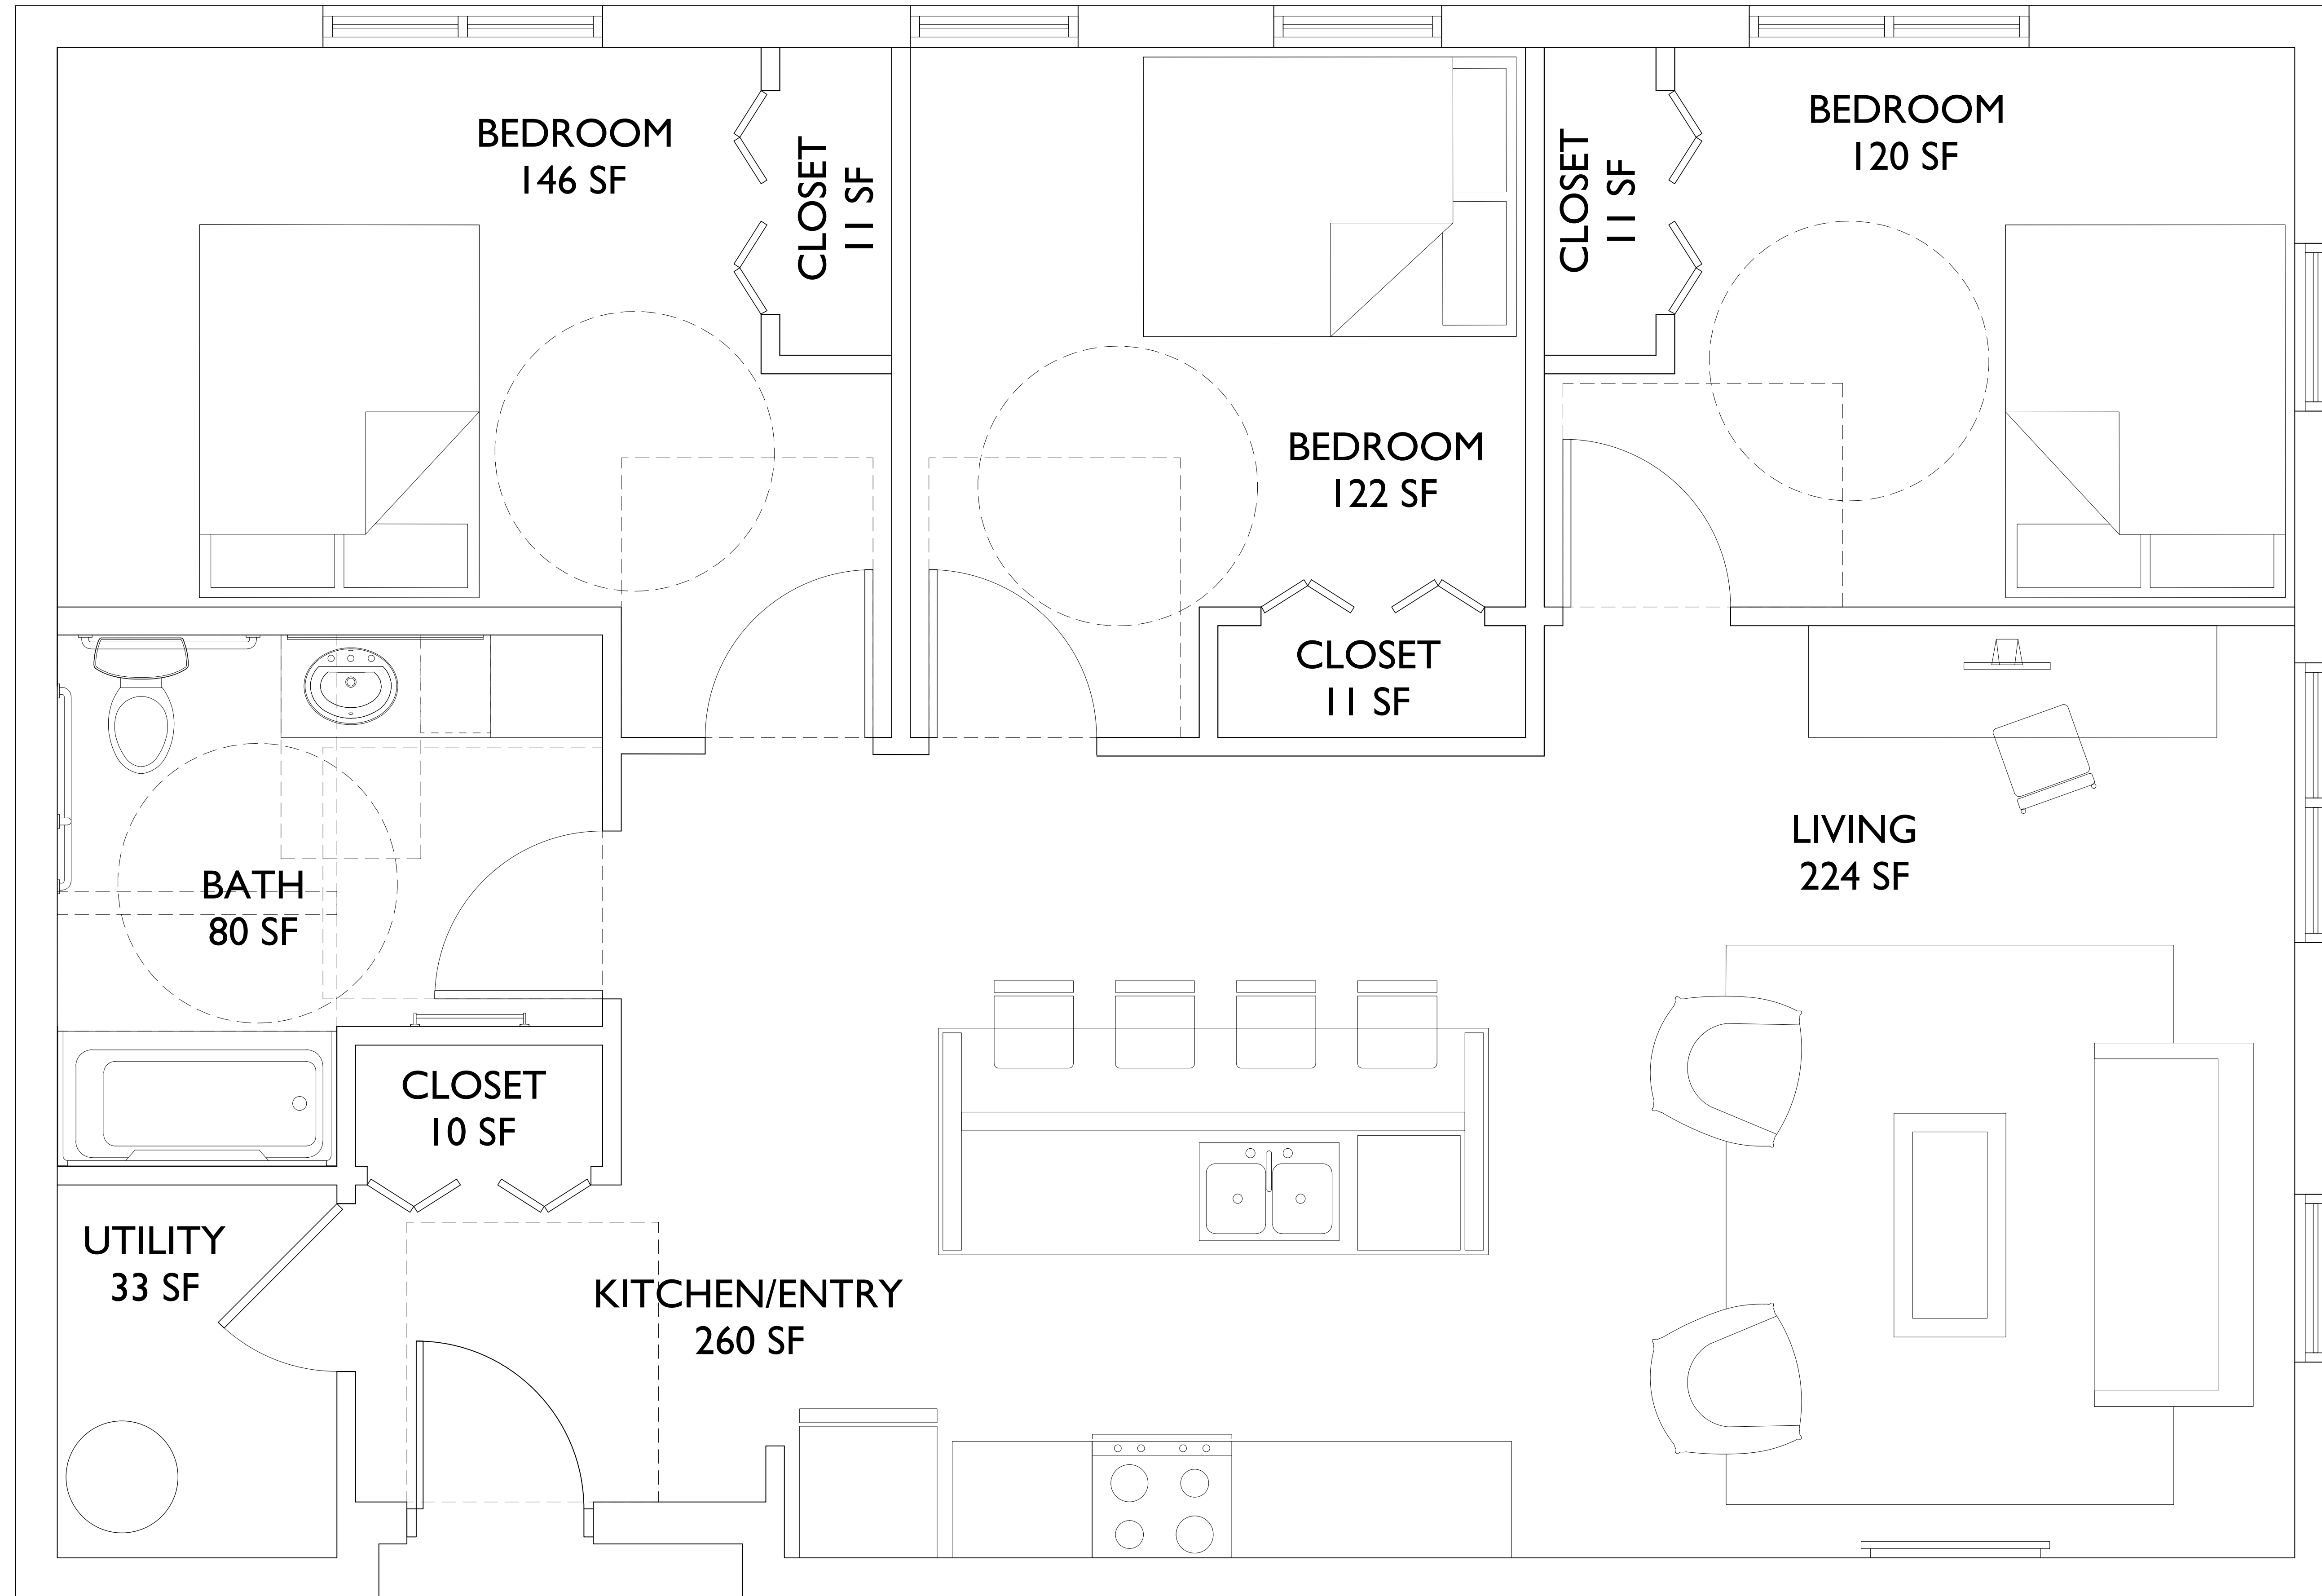 BEDROOM
146 SF
CLOSET
11 SF
BEDROOM
122 SF
CLOSET
11 SF
CLOSET
11 SF
BEDROOM
120 SF
BATH
80 SF
LIVING
224 SF
CLOSET
10 SF
UTILITY
33 SF
KITCHEN/ENTRY
260 SF